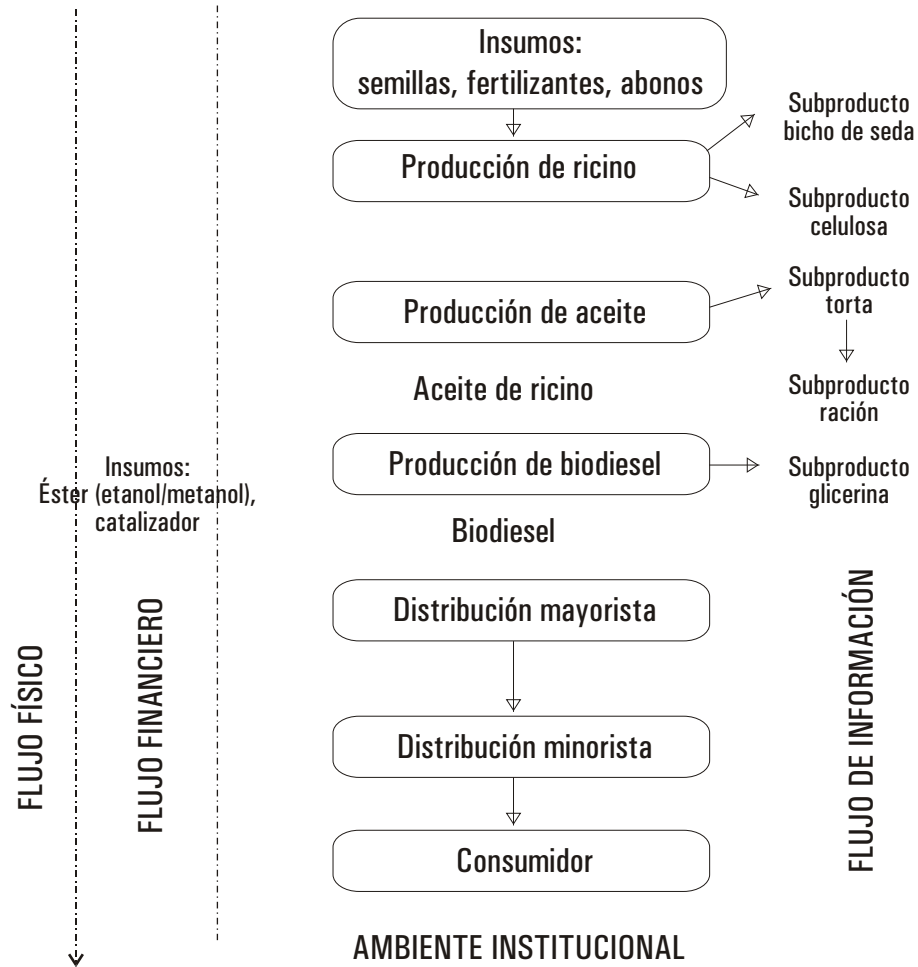 Insumos:
semillas, fertilizantes, abonos
Producción de ricino
Subproducto
bicho de seda
Subproducto
celulosa
Producción de aceite
Subproducto
torta
Aceite de ricino
Subproducto
ración
Insumos:
Éster (etanol/metanol),
catalizador
Producción de biodiesel
Subproducto
glicerina
Biodiesel
Distribución mayorista
Distribución minorista
Consumidor
FLUJO FÍSICO
FLUJO FINANCIERO
FLUJO DE INFORMACIÓN
AMBIENTE INSTITUCIONAL